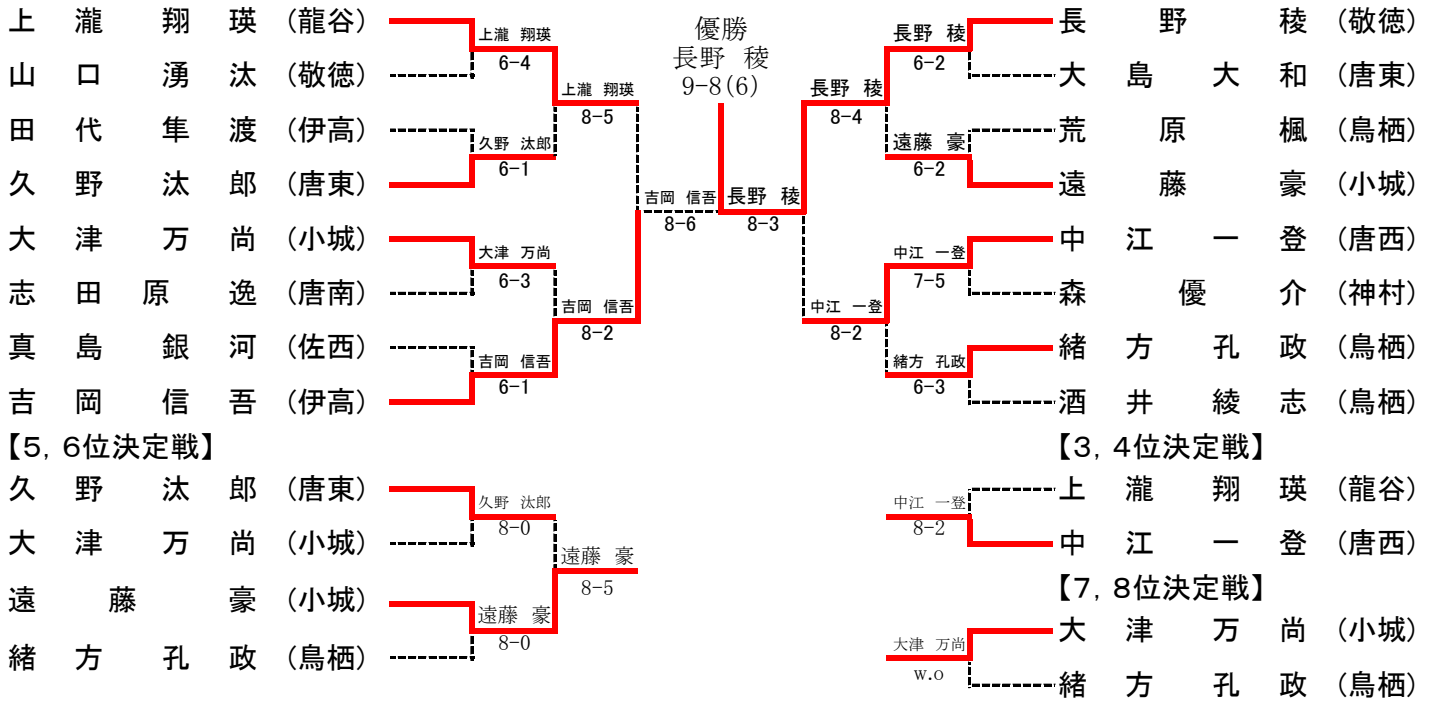 上 瀧 翔 瑛 (龍谷)
山 口 湧 汰 (敬徳)
田 代 隼 渡 (伊高)
久 野 汰 郎 (唐東)
大 津 万 尚 (小城)
志 田 原 逸 (唐南)
真 島 銀 河 (佐西)
吉 岡 信 吾 (伊高)
上瀧 翔瑛
6-4
久野 汰郎
6-1
大津 万尚
6-3
吉岡 信吾
6-1
上瀧 翔瑛
8-5
吉岡 信吾
8-2
吉岡 信吾
8-6
優勝
長野 稜
9-8(6)
長野 稜
8-3
長野 稜
8-4
中江 一登
8-2
長野 稜
6-2
遠藤 豪
6-2
中江 一登
7-5
緒方 孔政
6-3
長 野 稜 (敬徳)
大 島 大 和 (唐東)
荒 原 楓 (鳥栖)
遠 藤 豪 (小城)
中 江 一 登 (唐西)
森 優 介 (神村)
緒 方 孔 政 (鳥栖)
酒 井 綾 志 (鳥栖)
【5, 6位決定戦】
久 野 汰 郎 (唐東)
大 津 万 尚 (小城)
遠 藤 豪 (小城)
緒 方 孔 政 (鳥栖)
久野 汰郎
8-0
遠藤 豪
8-0
遠藤 豪
8-5
【3, 4位決定戦】
中江 一登
8-2
上 瀧 翔 瑛 (龍谷)
中 江 一 登 (唐西)
【7, 8位決定戦】
大津 万尚
w.o
大 津 万 尚 (小城)
緒 方 孔 政 (鳥栖)